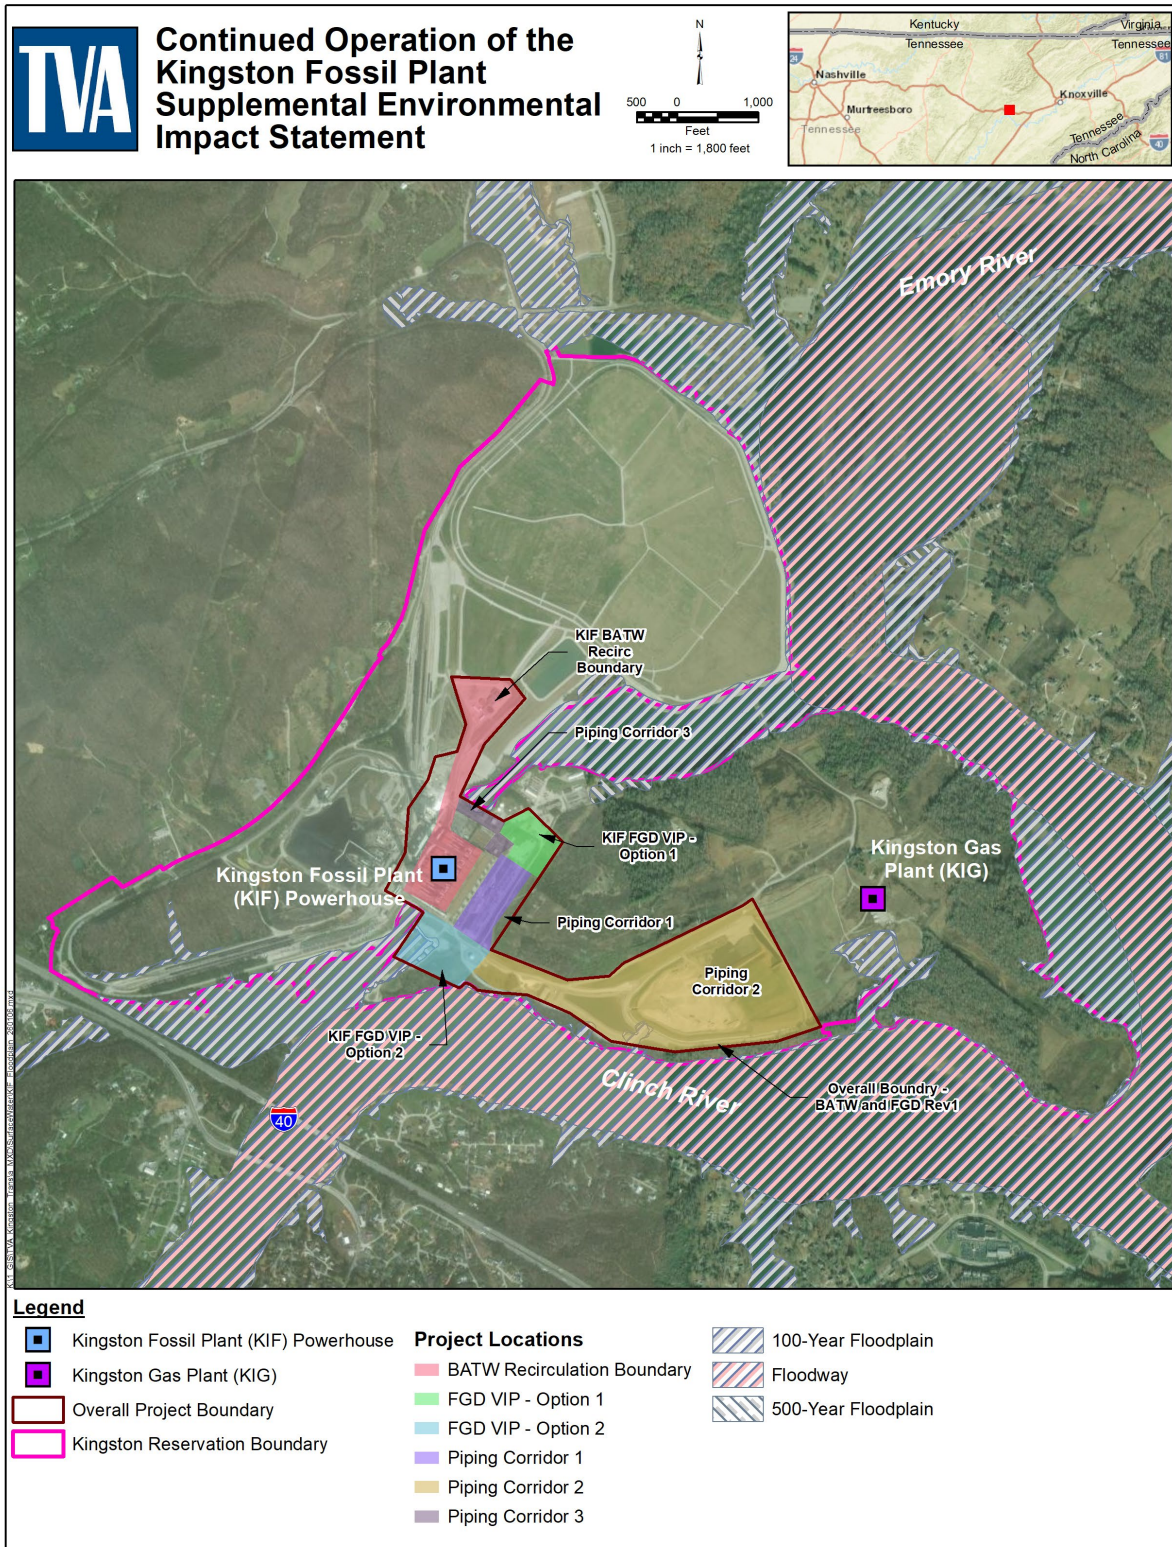 TVA
Continued Operation of the
Kingston Fossil Plant
Supplemental Environmental
Impact Statement
N
500 0 1,000
Feet
1 inch = 1,800 feet
Kentucky
Virginia
Tennessee
Tennessee
24
81
Nashville
Knoxville
Murfreesboro
Tennessee
Tennessee
North Carolina
40
Emory River
KIF BATW
Recirc
Boundary
Piping Corridor 3
KIF FGD VIP -
Option 1
Kingston Gas
Plant (KIG)
Kingston Fossil Plant
(KIF) Powerhouse
Piping Corridor 1
Piping
Corridor 2
KIF FGD VIP -
Option 2
Clinch River
Overall Boundry -
BATW and FGD Rev1
40
Legend
Kingston Fossil Plant (KIF) Powerhouse
Kingston Gas Plant (KIG)
Overall Project Boundary
Kingston Reservation Boundary
Project Locations
BATW Recirculation Boundary
FGD VIP - Option 1
FGD VIP - Option 2
Piping Corridor 1
Piping Corridor 2
Piping Corridor 3
100-Year Floodplain
Floodway
500-Year Floodplain